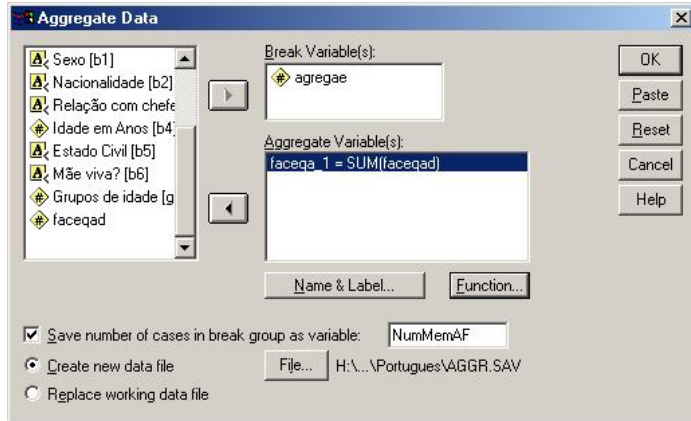 Aggregate Data
Sexo [b1]
Nacionalidade [b2]
Relação com chefe
Idade em Anos [b4]
Estado Civil [b5]
Mãe viva? [b6]
Grupos de idade [g
faceqad
Break Variable(s):
agregae
Aggregate Variable(s):
faceqa_1 = SUM(faceqad)
Name & Label...
Function...
OK
Paste
Reset
Cancel
Help
Save number of cases in break group as variable:
NumMemAF
Create new data file
File...
H:\...\Portugues\AGGR.SAV
Replace working data file